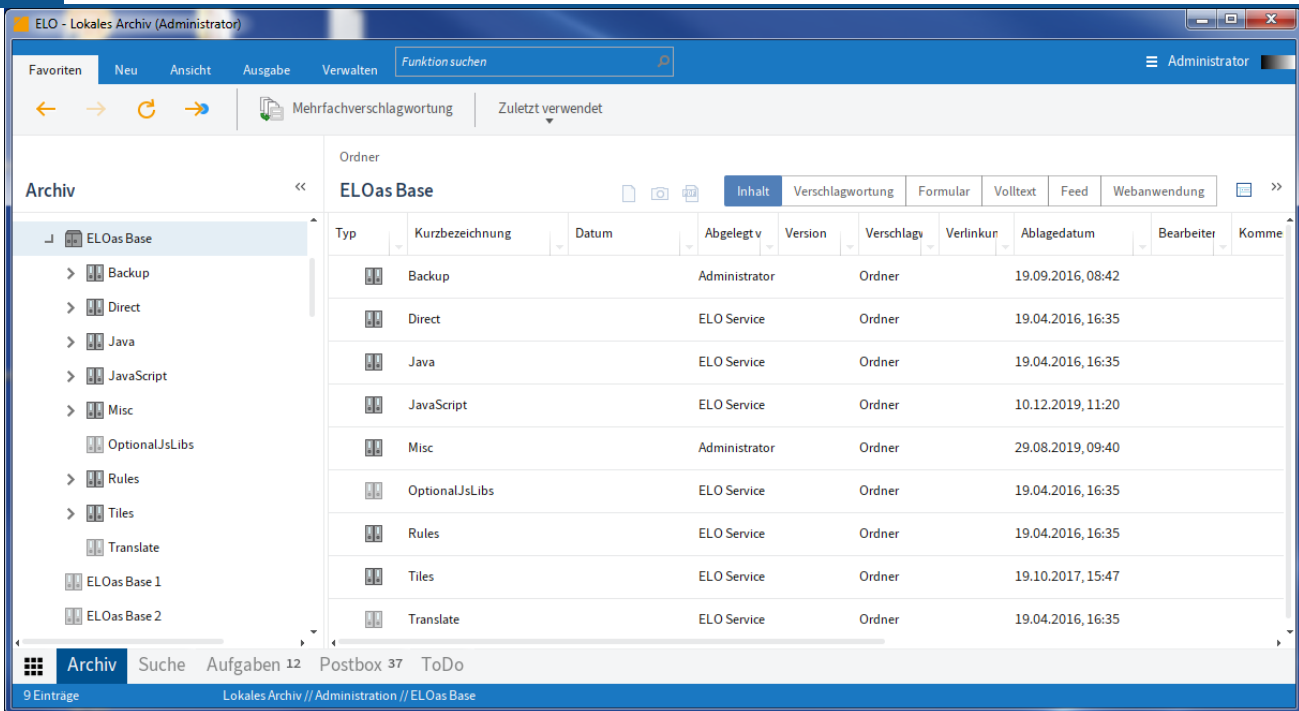 ELO - Lokales Archiv (Administrator)
Favoriten Neu Ansicht Ausgabe Verwalten Funktion suchen Administrator
Mehrfachverschlagwortung Zuletzt verwendet
Ordner
Archiv ELOas Base Inhalt Verschlagwortung Formular Volltext Feed Webanwendung
Typ Kurzbezeichnung Datum Abgelegt v Version Verschlagv Verlinkun Ablagedatum Bearbeiter Komme
ELOas Base
Backup
Direct
Java
JavaScript
Misc
OptionalJsLibs
Rules
Tiles
Translate
ELOas Base 1
ELOas Base 2
Backup Administrator Ordner 19.09.2016, 08:42
Direct ELO Service Ordner 19.04.2016, 16:35
Java ELO Service Ordner 19.04.2016, 16:35
JavaScript ELO Service Ordner 10.12.2019, 11:20
Misc Administrator Ordner 29.08.2019, 09:40
OptionalJsLibs ELO Service Ordner 19.04.2016, 16:35
Rules ELO Service Ordner 19.04.2016, 16:35
Tiles ELO Service Ordner 19.10.2017, 15:47
Translate ELO Service Ordner 19.04.2016, 16:35
Archiv Suche Aufgaben 12 Postbox 37 ToDo
9 Einträge Lokales Archiv // Administration // ELOas Base